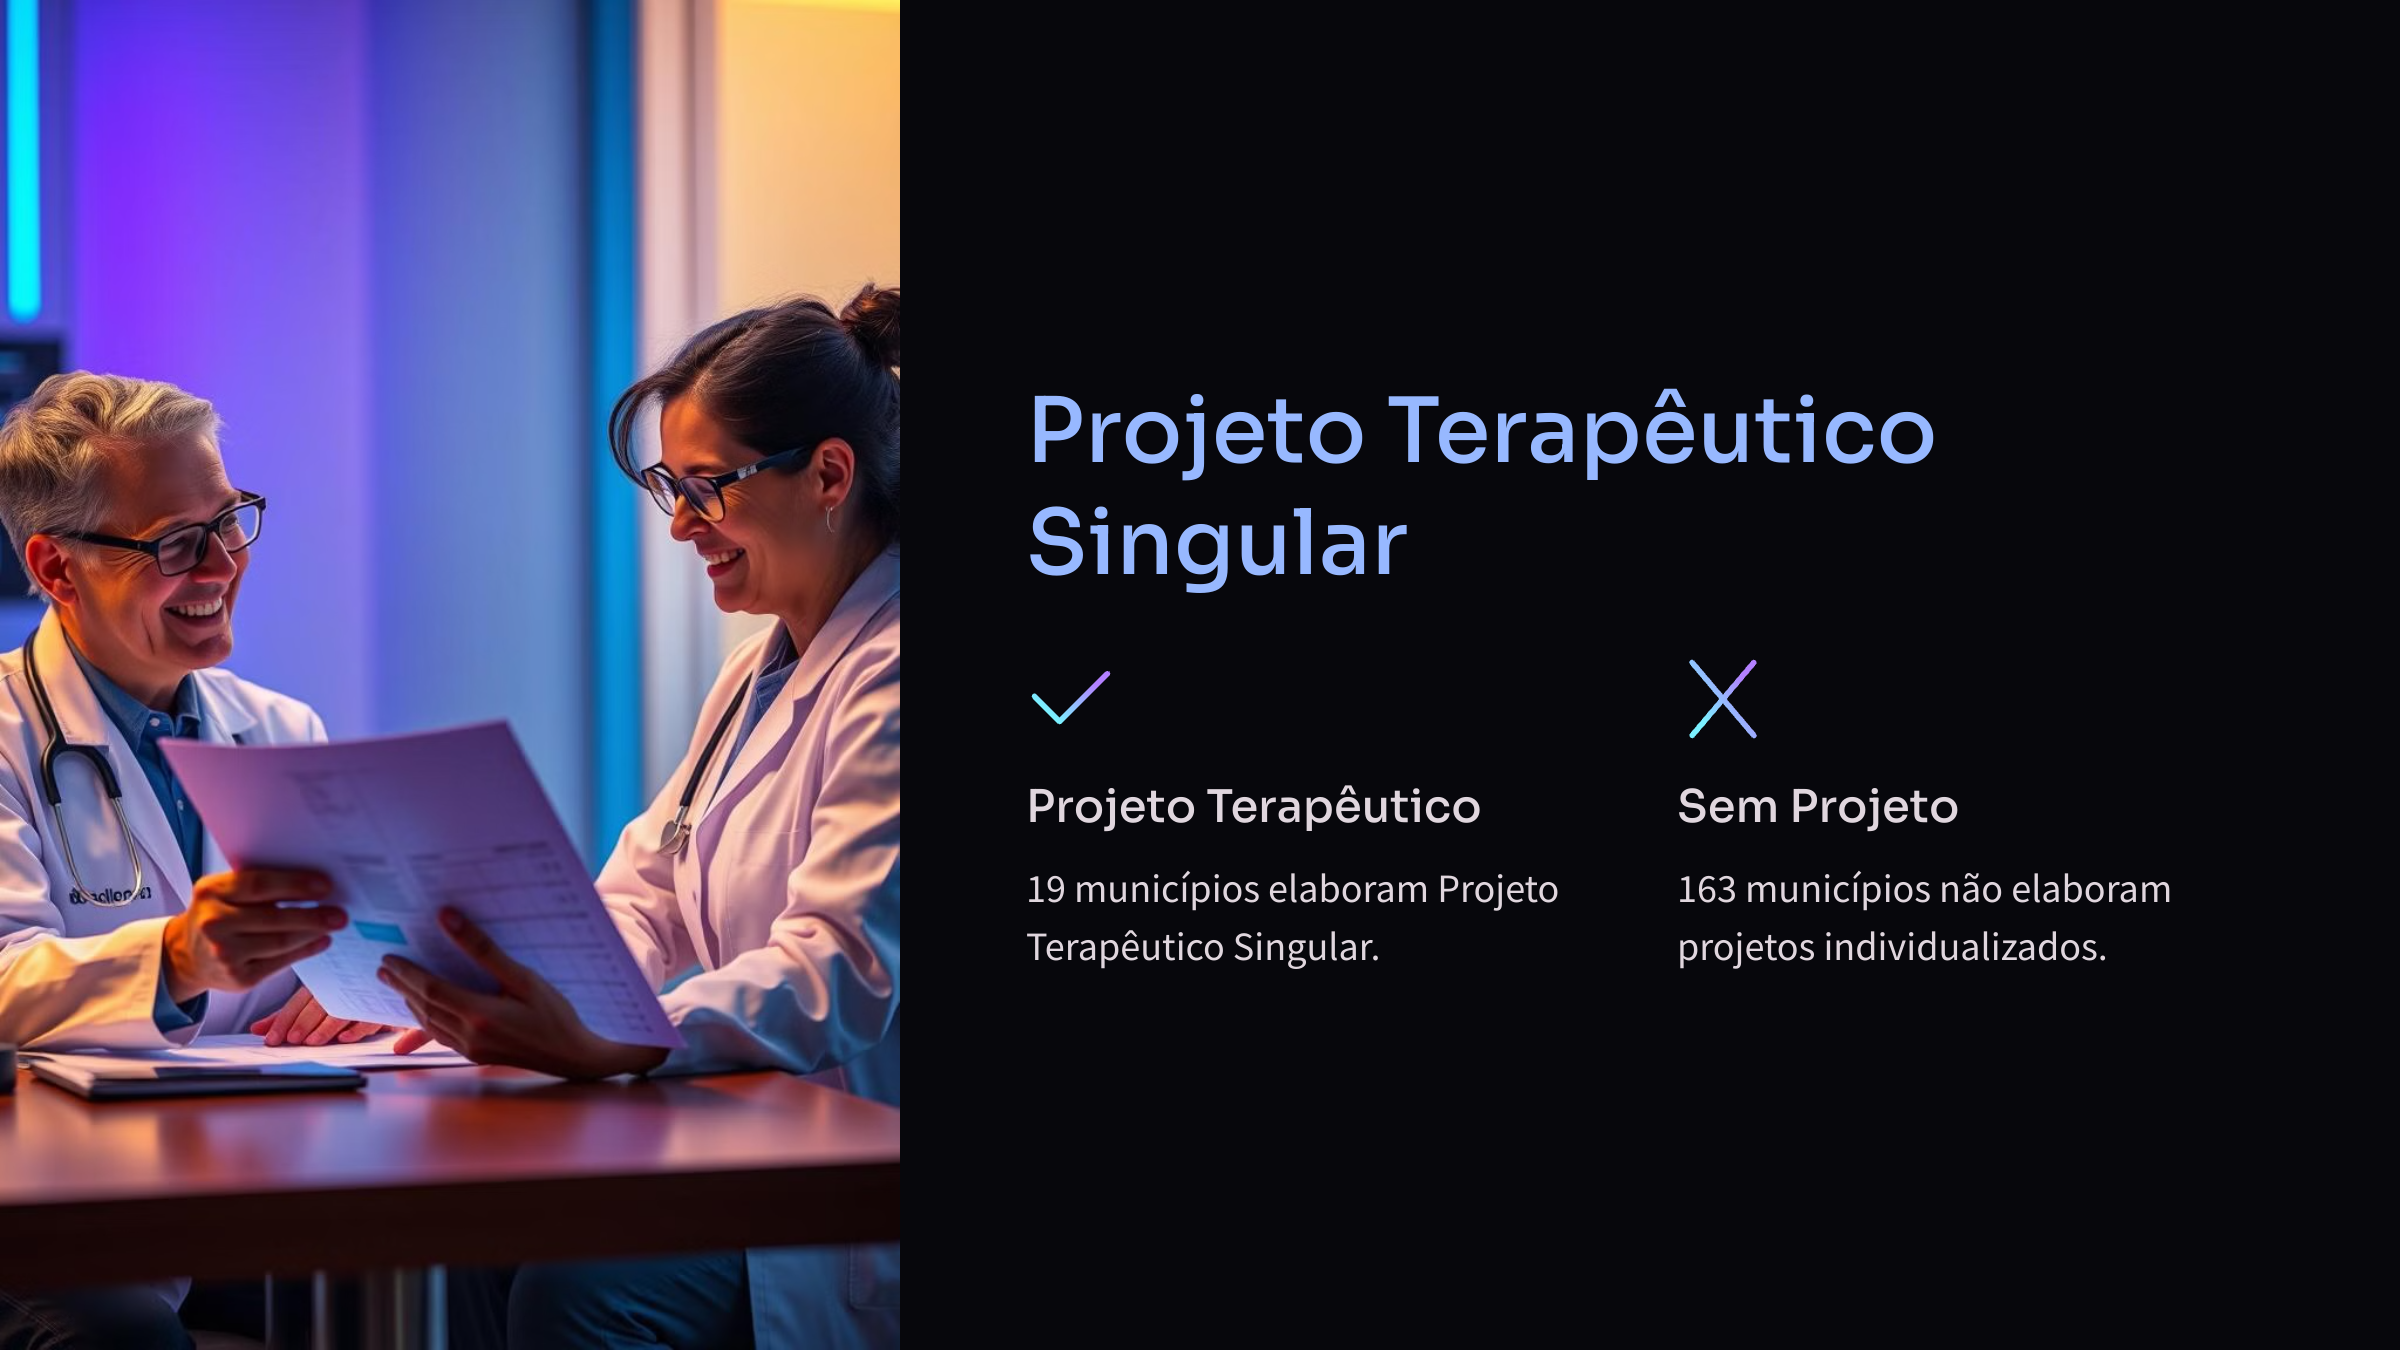 Projeto Terapêutico
Singular
Projeto Terapêutico
19 municípios elaboram Projeto
Terapêutico Singular.
Sem Projeto
163 municípios não elaboram
projetos individualizados.